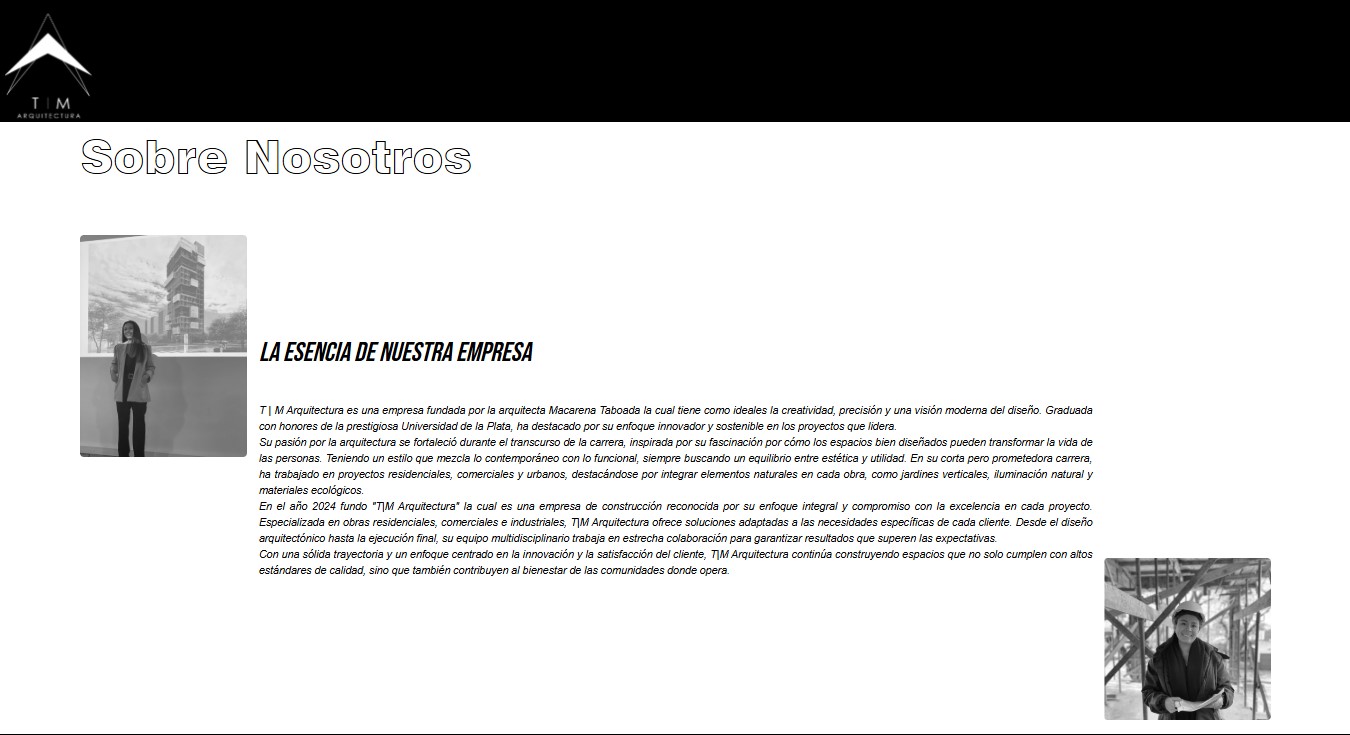 T | M
ARQUITECTURA
Sobre Nosotros
LA ESENCIA DE NUESTRA EMPRESA
T | M Arquitectura es una empresa fundada por la arquitecta Macarena Taboada la cual tiene como ideales la creatividad, precisión y una visión moderna del diseño. Graduada
con honores de la prestigiosa Universidad de la Plata, ha destacado por su enfoque innovador y sostenible en los proyectos que lidera.
Su pasión por la arquitectura se fortaleció durante el transcurso de la carrera, inspirada por su fascinación por cómo los espacios bien diseñados pueden transformar la vida de
las personas. Teniendo un estilo que mezcla lo contemporáneo con lo funcional, siempre buscando un equilibrio entre estética y utilidad. En su corta pero prometedora carrera,
ha trabajado en proyectos residenciales, comerciales y urbanos, destacándose por integrar elementos naturales en cada obra, como jardines verticales, iluminación natural y
materiales ecológicos.
En el año 2024 fundo "T|M Arquitectura" la cual es una empresa de construcción reconocida por su enfoque integral y compromiso con la excelencia en cada proyecto.
Especializada en obras residenciales, comerciales e industriales, T|M Arquitectura ofrece soluciones adaptadas a las necesidades específicas de cada cliente. Desde el diseño
arquitectónico hasta la ejecución final, su equipo multidisciplinario trabaja en estrecha colaboración para garantizar resultados que superen las expectativas.
Con una sólida trayectoria y un enfoque centrado en la innovación y la satisfacción del cliente, T|M Arquitectura continúa construyendo espacios que no solo cumplen con altos
estándares de calidad, sino que también contribuyen al bienestar de las comunidades donde opera.